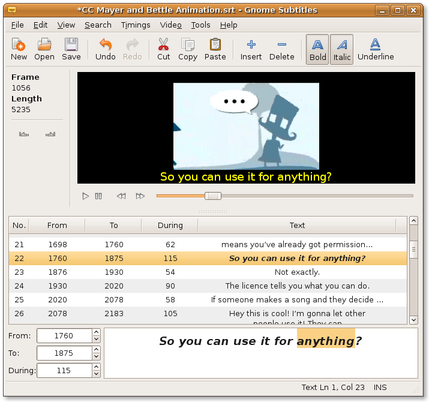 *CC Mayer and Bettle Animation.srt - Gnome Subtitles
File Edit View Search Timings Video Tools Help
New Open Save Undo Redo Cut Copy Paste Insert Delete Bold Italic Underline
Frame
1056
Length
5235
So you can use it for anything?
No. From To During Text
21 1698 1760 62 means you've already got permission...
22 1760 1875 115 So you can use it for anything?
23 1876 1930 54 Not exactly.
24 1930 2020 90 The licence tells you what you can do.
25 2020 2078 58 If someone makes a song and they decide ...
26 2078 2183 105 Hey this is cool! I'm gonna let other
people use it! They can
From: 1760
To: 1875
During: 115
So you can use it for anything?
Text Ln 1, Col 23 INS